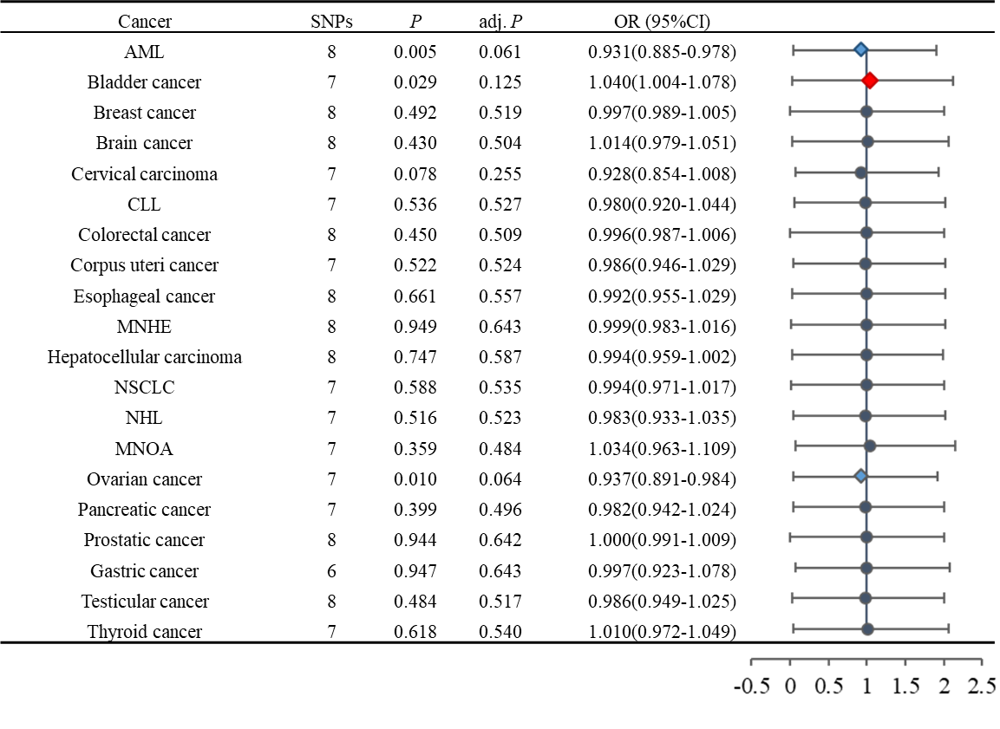 Cancer SNPs P adj. P OR (95%CI)
AML 8 0.005 0.061 0.931(0.885-0.978)
Bladder cancer 7 0.029 0.125 1.040(1.004-1.078)
Breast cancer 8 0.492 0.519 0.997(0.989-1.005)
Brain cancer 8 0.430 0.504 1.014(0.979-1.051)
Cervical carcinoma 7 0.078 0.255 0.928(0.854-1.008)
CLL 7 0.536 0.527 0.980(0.920-1.044)
Colorectal cancer 8 0.450 0.509 0.996(0.987-1.006)
Corpus uteri cancer 7 0.522 0.524 0.986(0.946-1.029)
Esophageal cancer 8 0.661 0.557 0.992(0.955-1.029)
MNHE 8 0.949 0.643 0.999(0.983-1.016)
Hepatocellular carcinoma 8 0.747 0.587 0.994(0.959-1.002)
NSCLC 7 0.588 0.535 0.994(0.971-1.017)
NHL 7 0.516 0.523 0.983(0.933-1.035)
MNOA 7 0.359 0.484 1.034(0.963-1.109)
Ovarian cancer 7 0.010 0.064 0.937(0.891-0.984)
Pancreatic cancer 7 0.399 0.496 0.982(0.942-1.024)
Prostatic cancer 8 0.944 0.642 1.000(0.991-1.009)
Gastric cancer 6 0.947 0.643 0.997(0.923-1.078)
Testicular cancer 8 0.484 0.517 0.986(0.949-1.025)
Thyroid cancer 7 0.618 0.540 1.010(0.972-1.049)
-0.5 0 0.5 1 1.5 2 2.5